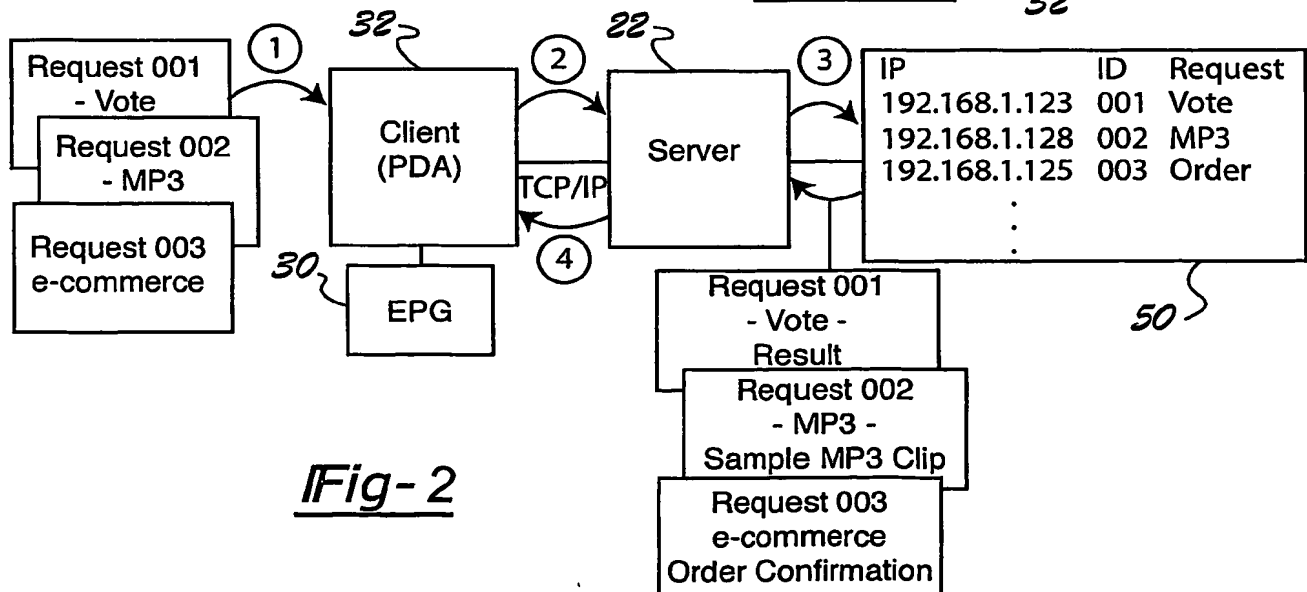 32
Request 001
- Vote
Request 002
- MP3
Request 003
e-commerce
1
32
Client
(PDA)
EPG
30
2
TCP/IP
4
22
Server
3
IP ID Request
192.168.1.123 001 Vote
192.168.1.128 002 MP3
192.168.1.125 003 Order
50
Request 001
- Vote -
Result
Request 002
- MP3 -
Sample MP3 Clip
Request 003
e-commerce
Order Confirmation
Fig-2